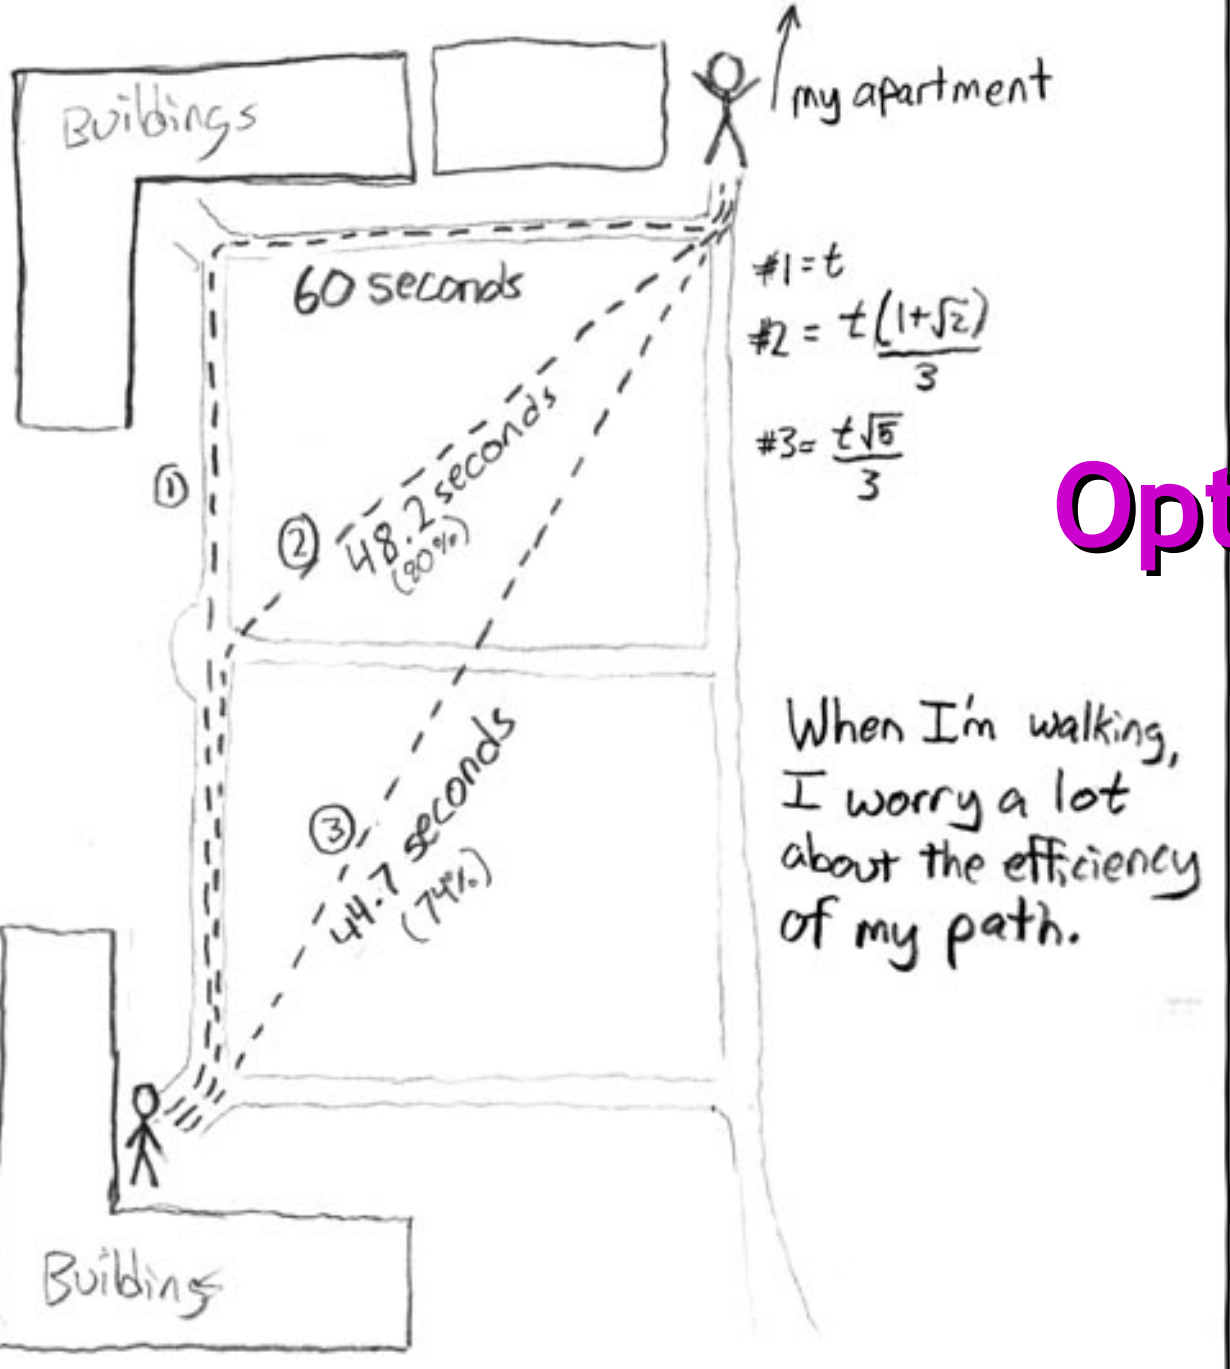 Buildings
my apartment
60 seconds
#1 = t
#2 = t(1+√2)
3
#3 = t√5
3
①
②
48.2 seconds
(80%)
Opt
③
44.7 seconds
(74%)
When I'm walking,
I worry a lot
about the efficiency
of my path.
Buildings